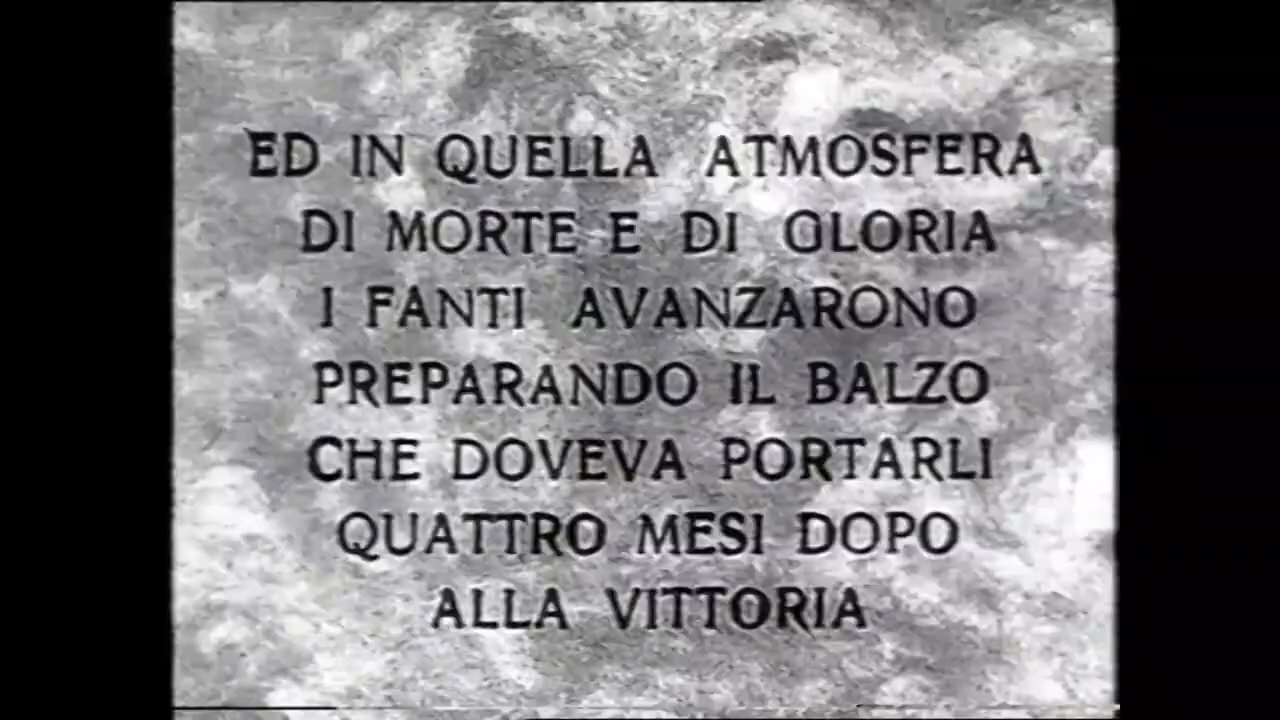 ED IN QUELLA ATMOSFERA
DI MORTE E DI GLORIA
I FANTI AVANZARONO
PREPARANDO IL BALZO
CHE DOVEVA PORTARLI
QUATTRO MESI DOPO
ALLA VITTORIA